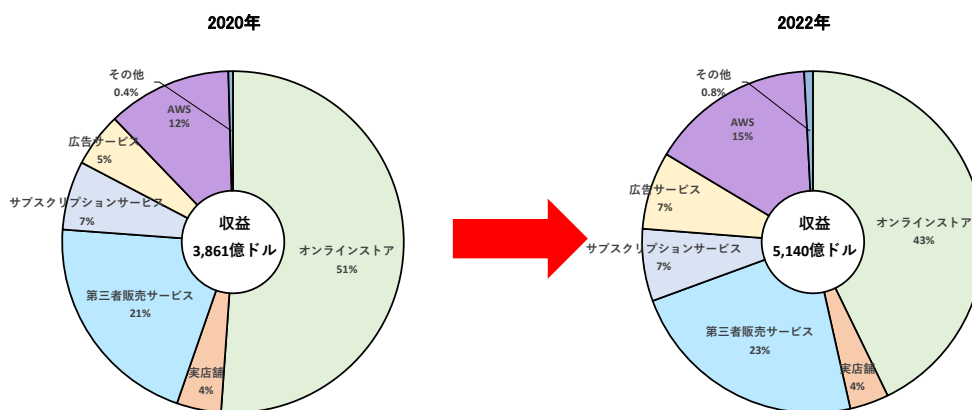 2020年
その他
0.4%
AWS
12%
広告サービス
5%
サブスクリプションサービス
7%
収益
3,861億ドル
オンラインストア
51%
第三者販売サービス
21%
実店舗
4%
2022年
その他
0.8%
AWS
15%
広告サービス
7%
サブスクリプションサービス
7%
収益
5,140億ドル
オンラインストア
43%
第三者販売サービス
23%
実店舗
4%